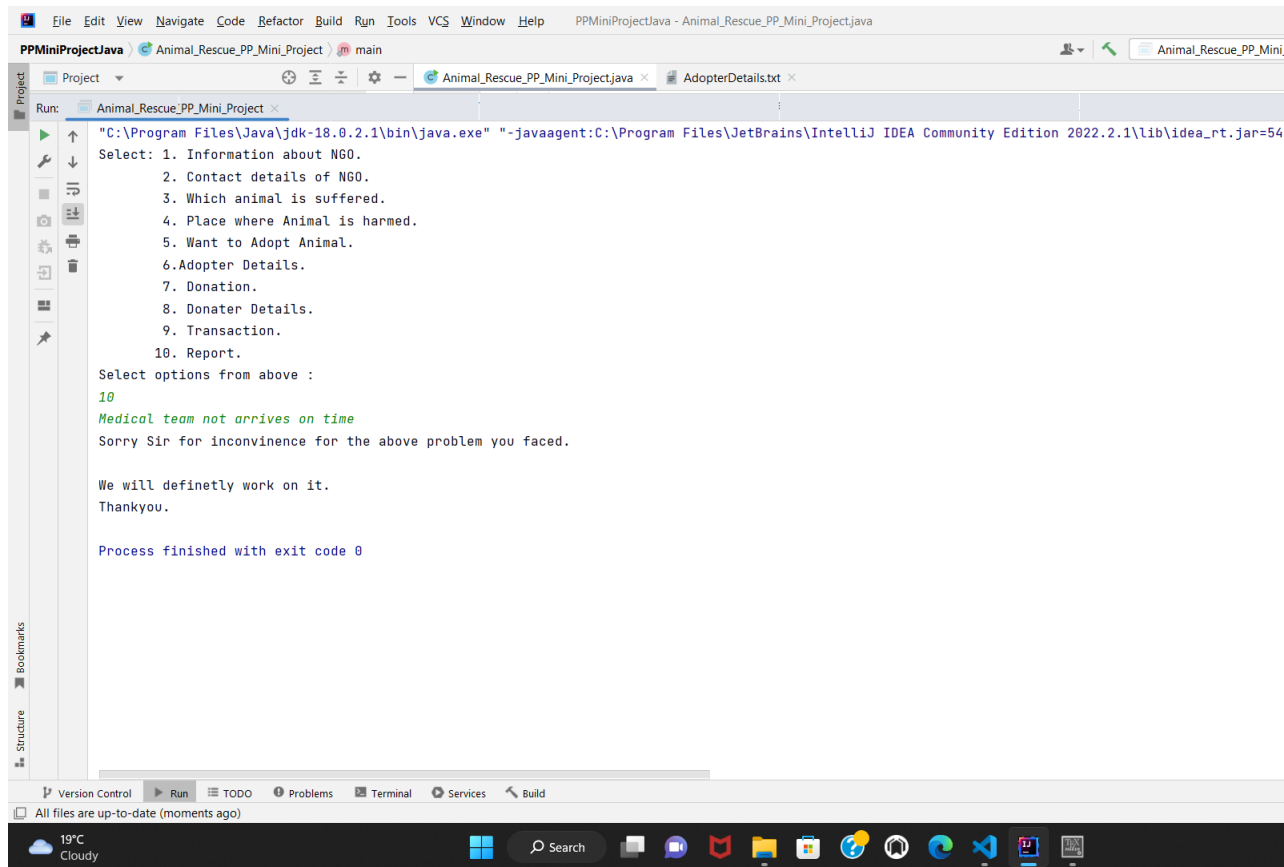 File Edit View Navigate Code Refactor Build Run Tools VCS Window Help PPMiniProjectJava - Animal_Rescue_PP_Mini_Project.java
PPMiniProjectJava Animal_Rescue_PP_Mini_Project main Animal_Rescue_PP_Mini_
Project Project Animal_Rescue_PP_Mini_Project.java AdopterDetails.txt
Run: Animal_Rescue_PP_Mini_Project
"C:\Program Files\Java\jdk-18.0.2.1\bin\java.exe" "-javaagent:C:\Program Files\JetBrains\IntelliJ IDEA Community Edition 2022.2.1\lib\idea_rt.jar=54
Select: 1. Information about NGO.
2. Contact details of NGO.
3. Which animal is suffered.
4. Place where Animal is harmed.
5. Want to Adopt Animal.
6.Adopter Details.
7. Donation.
8. Donater Details.
9. Transaction.
10. Report.
Select options from above :
10
Medical team not arrives on time
Sorry Sir for inconvinence for the above problem you faced.
We will definetly work on it.
Thankyou.
Process finished with exit code 0
Bookmarks
Structure
Version Control Run TODO Problems Terminal Services Build
All files are up-to-date (moments ago)
19°C
Cloudy
Search